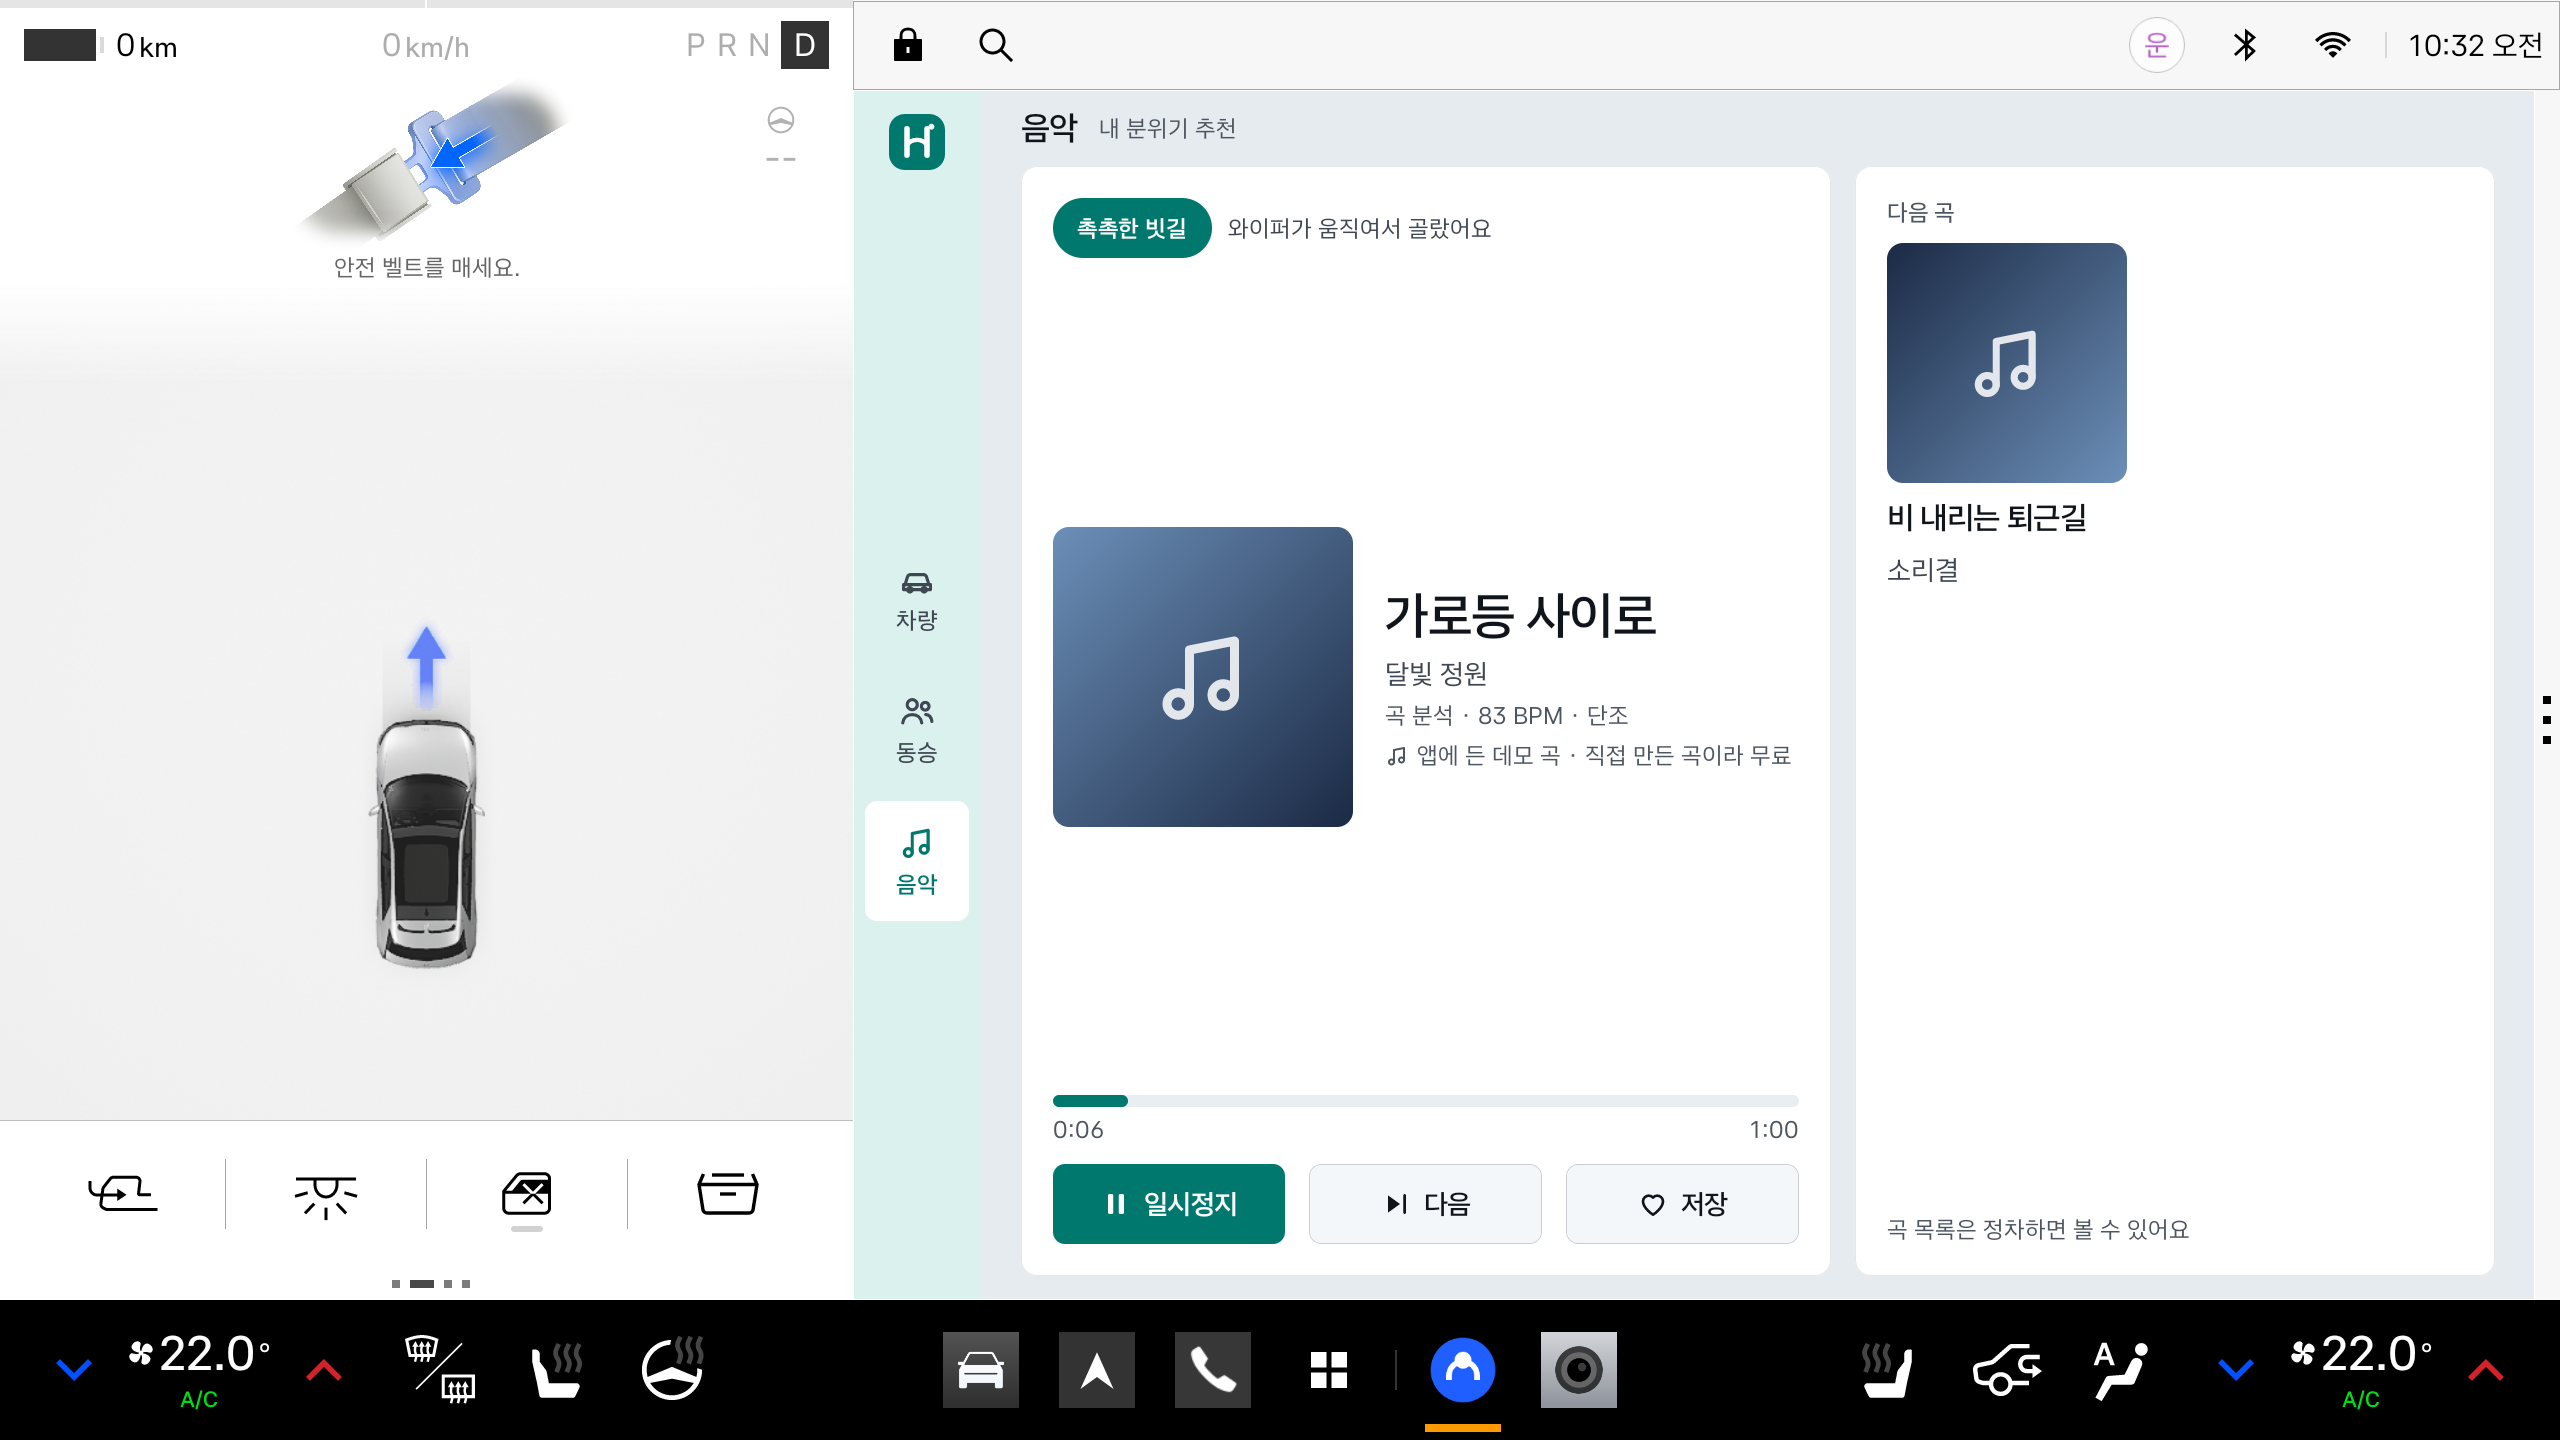 0 km
0 km/h
P R N D
안전 벨트를 매세요.
운
10:32 오전
음악 내 분위기 추천
차량
동승
음악
촉촉한 빗길
와이퍼가 움직여서 골랐어요
가로등 사이로
달빛 정원
곡 분석 · 83 BPM · 단조
앱에 든 데모 곡 · 직접 만든 곡이라 무료
0:06
1:00
일시정지
다음
저장
다음 곡
비 내리는 퇴근길
소리결
곡 목록은 정차하면 볼 수 있어요
22.0°
A/C
A
22.0°
A/C